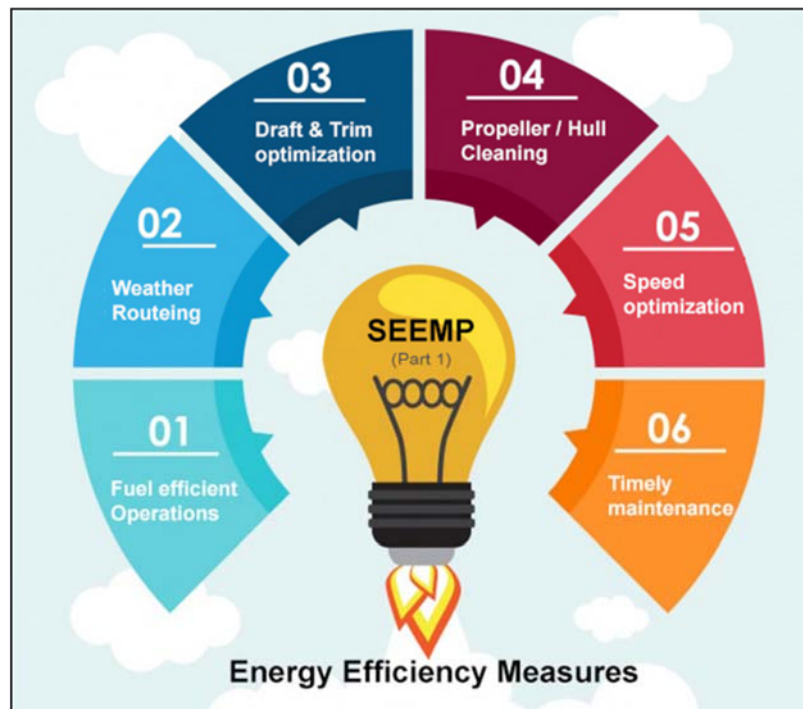 01
Fuel efficient
Operations
02
Weather
Routeing
03
Draft & Trim
optimization
04
Propeller / Hull
Cleaning
05
Speed
optimization
06
Timely
maintenance
SEEMP
(Part 1)
Energy Efficiency Measures